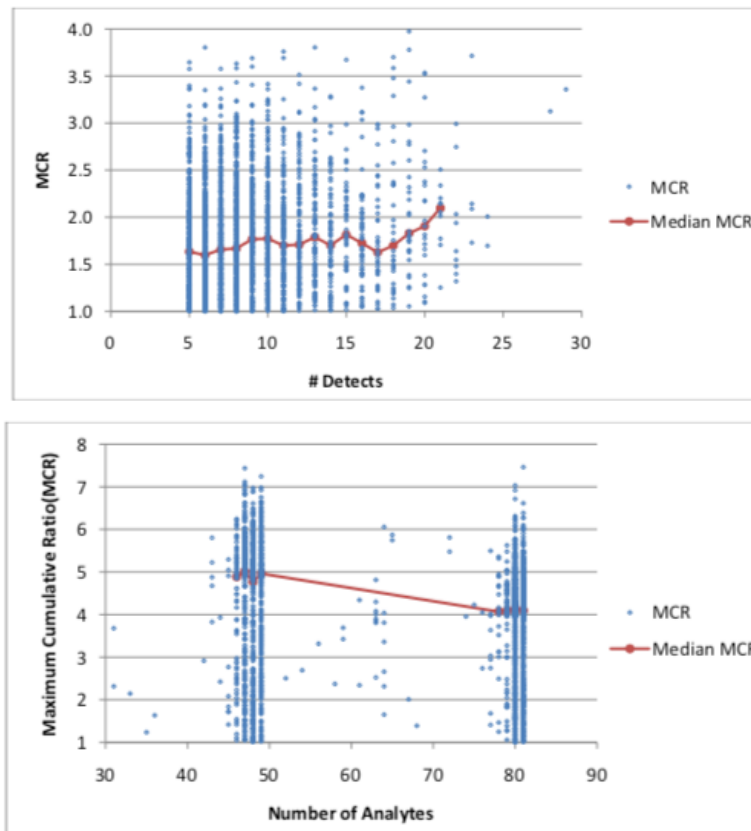 4.0
3.5
3.0
2.5
2.0
1.5
1.0
MCR
0 5 10 15 20 25 30
# Detects
MCR
Median MCR
8
7
6
5
4
3
2
1
Maximum Cumulative Ratio(MCR)
30 40 50 60 70 80 90
Number of Analytes
MCR
Median MCR